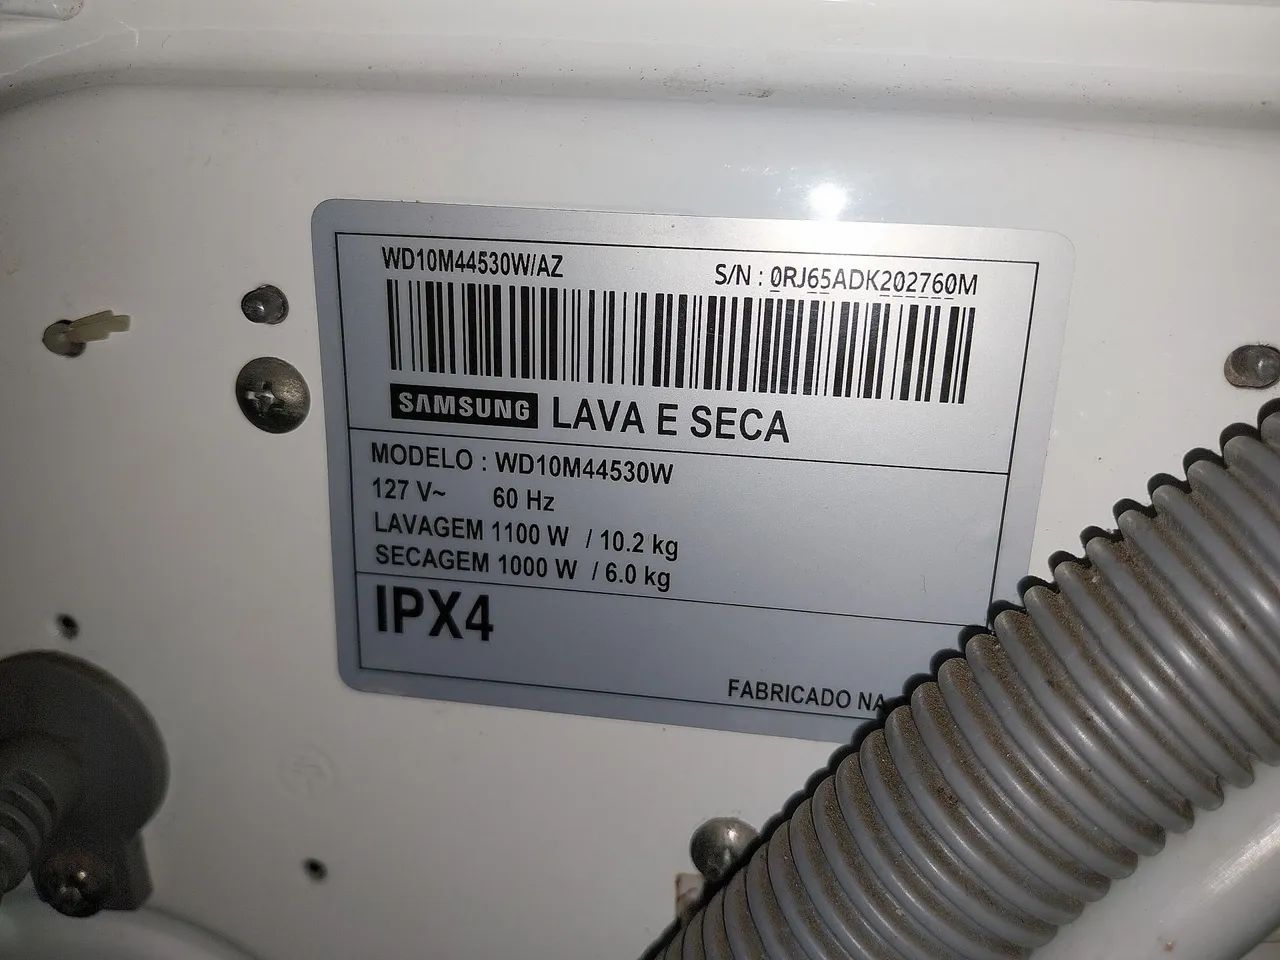 WD10M44530W/AZ
S/N : 0RJ65ADK202760M
SAMSUNG LAVA E SECA
MODELO : WD10M44530W
127 V~ 60 Hz
LAVAGEM 1100 W / 10.2 kg
SECAGEM 1000 W / 6.0 kg
IPX4
FABRICADO NA